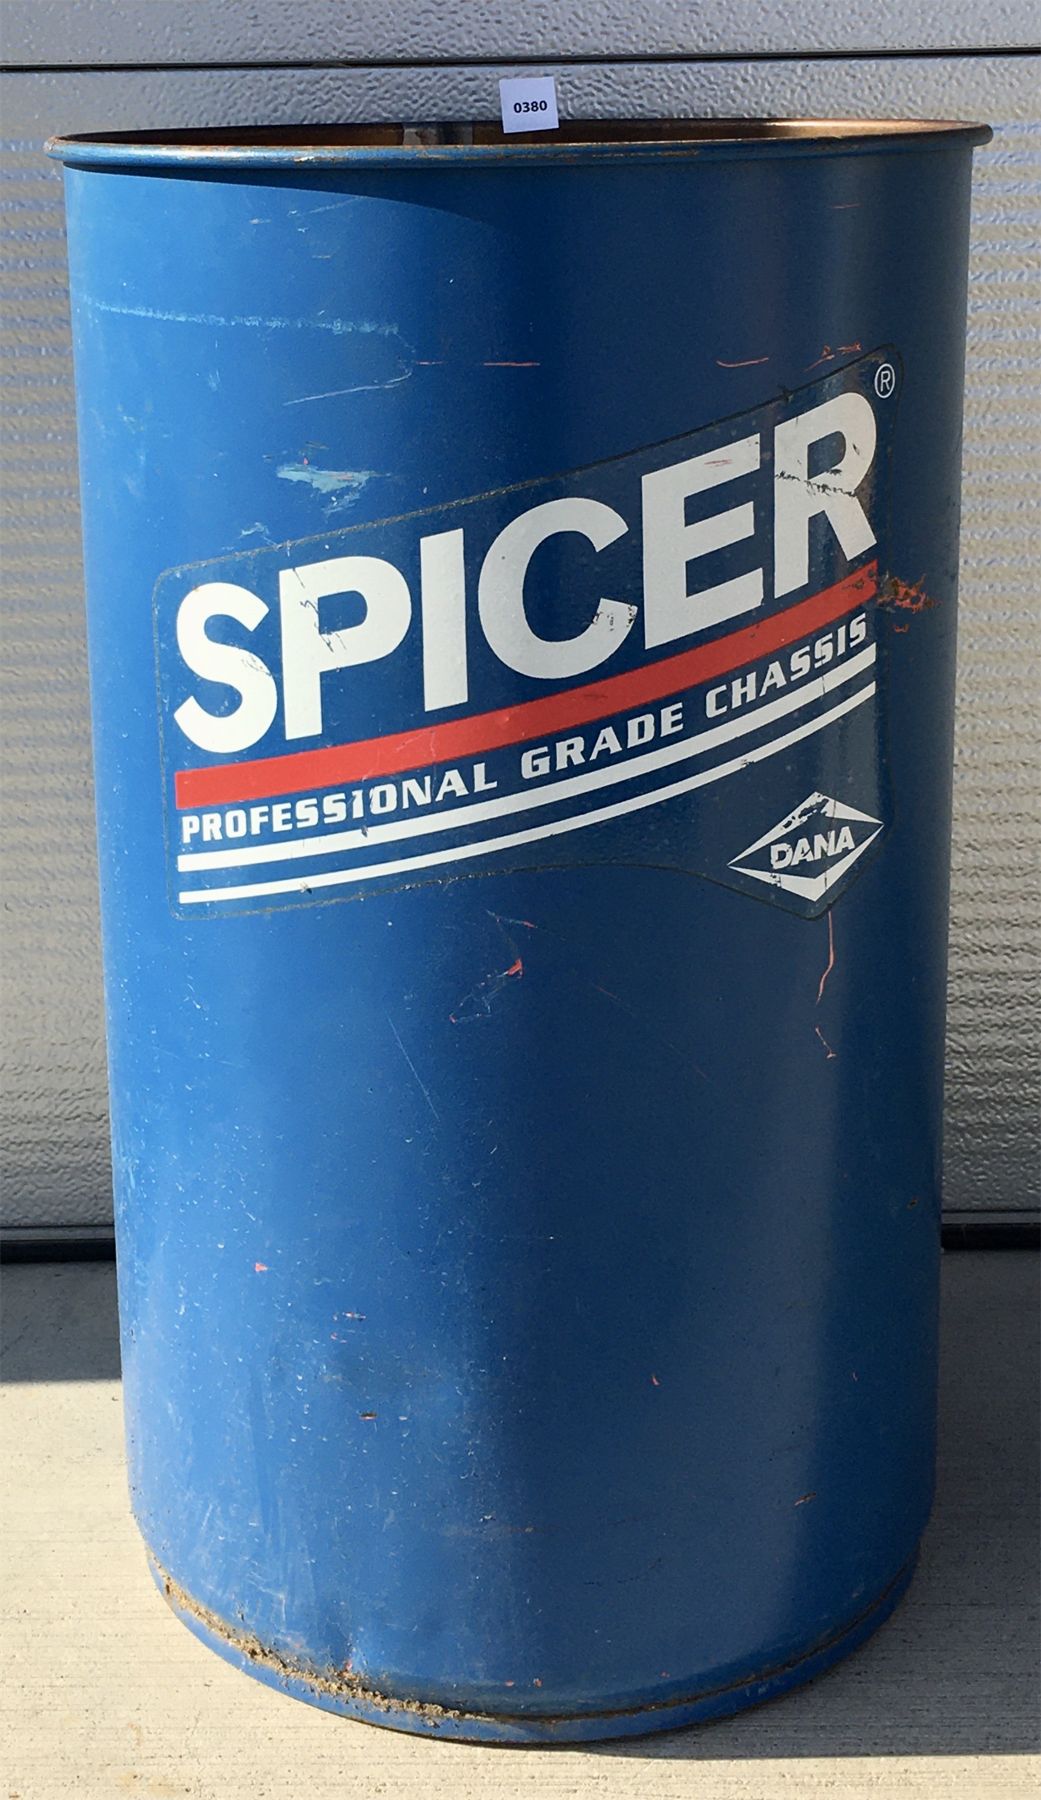 0380
SPICER®
PROFESSIONAL GRADE CHASSIS
DANA